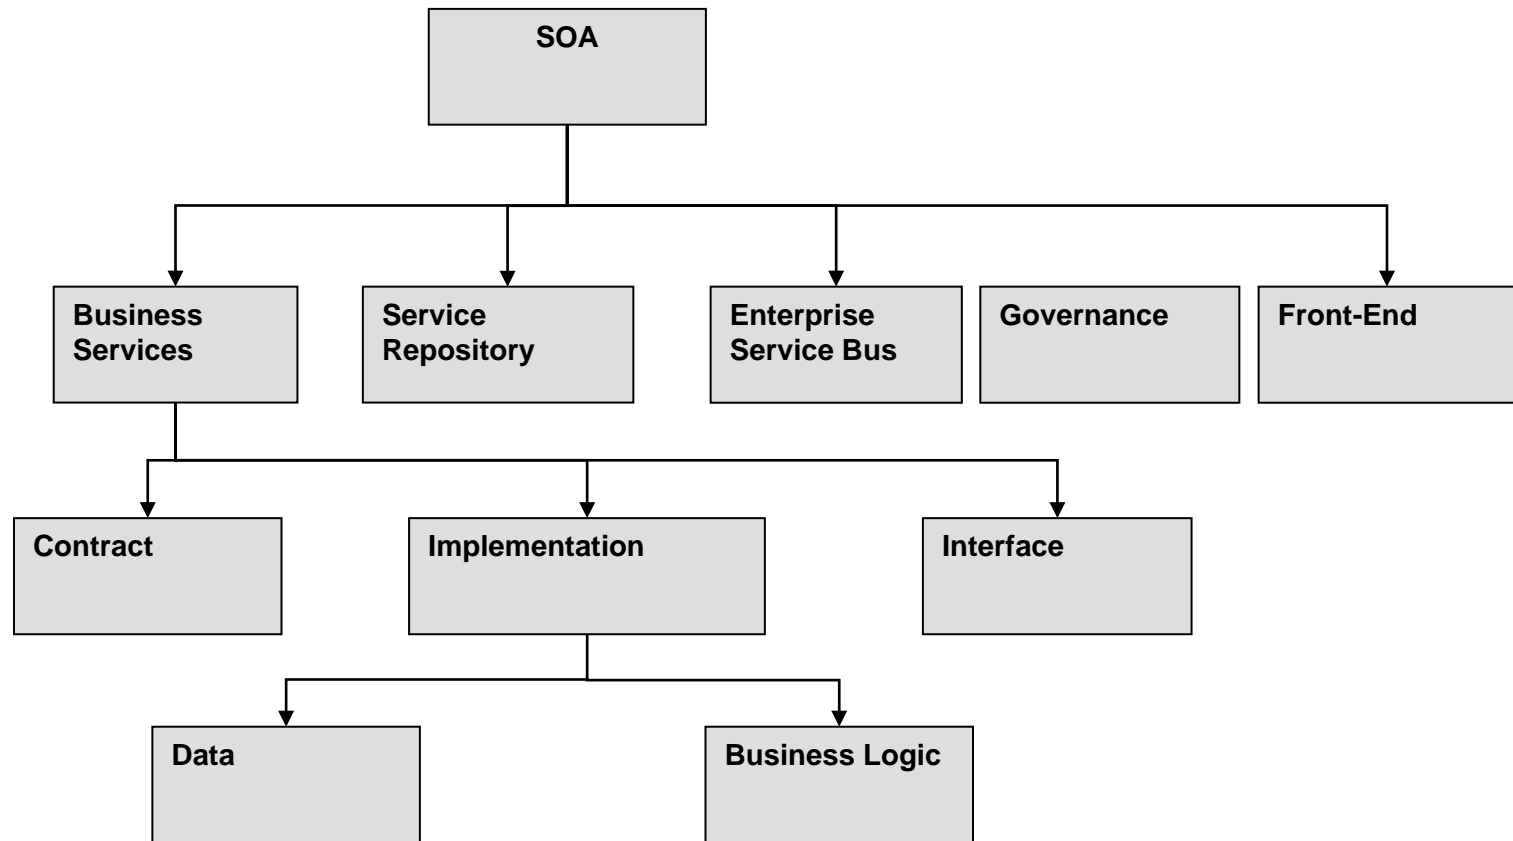 SOA
Business
Services
Service
Repository
Enterprise
Service Bus
Governance
Front-End
Contract
Implementation
Interface
Data
Business Logic